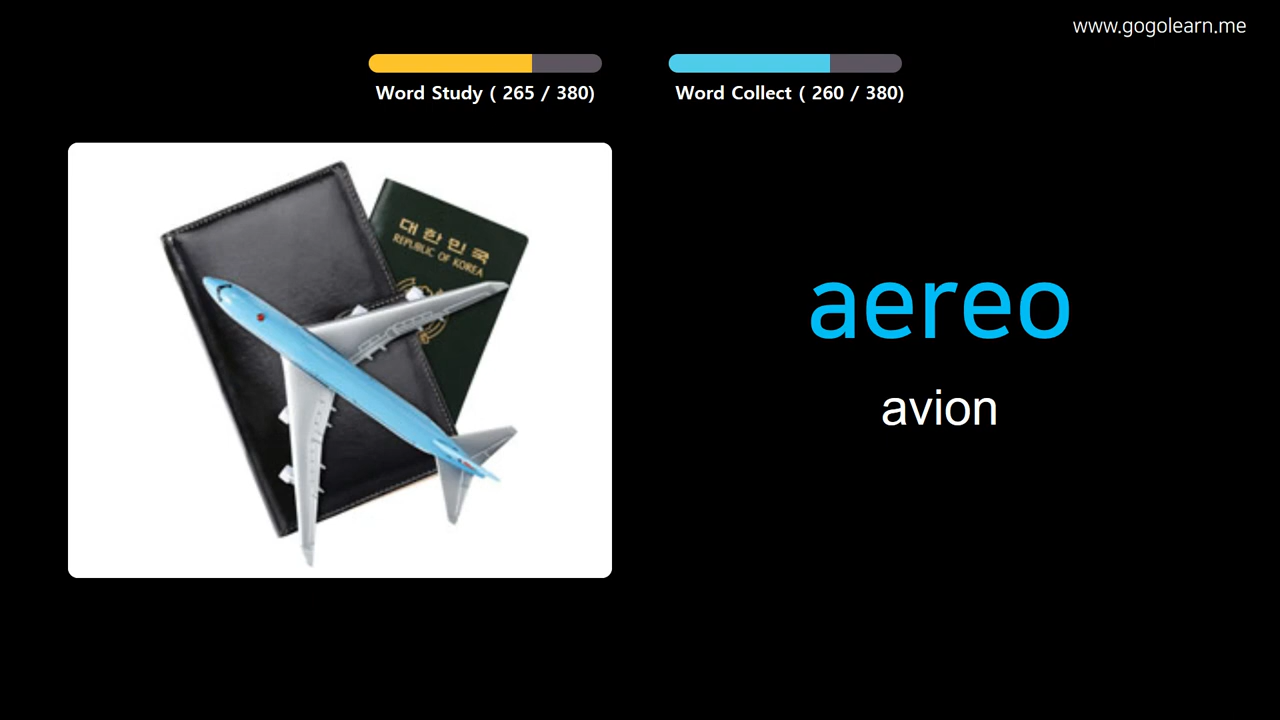 www.gogolearn.me
Word Study ( 265 / 380)
Word Collect ( 260 / 380)
대한민국
REPUBLIC OF KOREA
aereo
avion